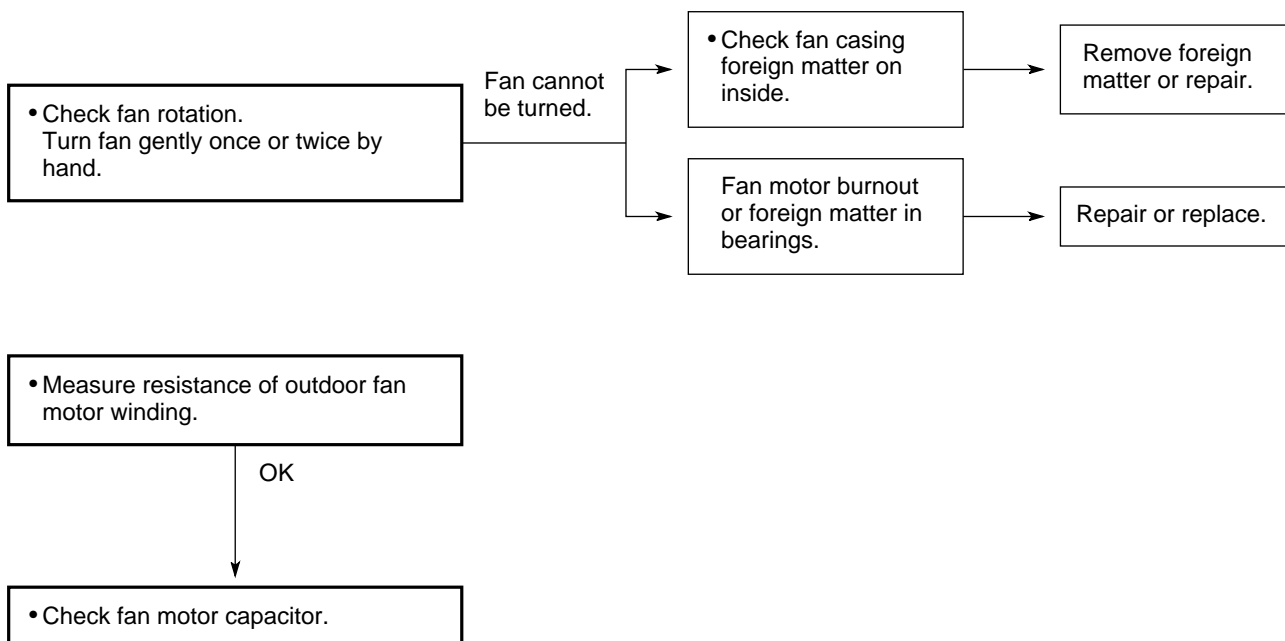 • Check fan rotation.
Turn fan gently once or twice by
hand.
Fan cannot
be turned.
• Check fan casing
foreign matter on
inside.
Remove foreign
matter or repair.
Fan motor burnout
or foreign matter in
bearings.
Repair or replace.
• Measure resistance of outdoor fan
motor winding.
OK
• Check fan motor capacitor.